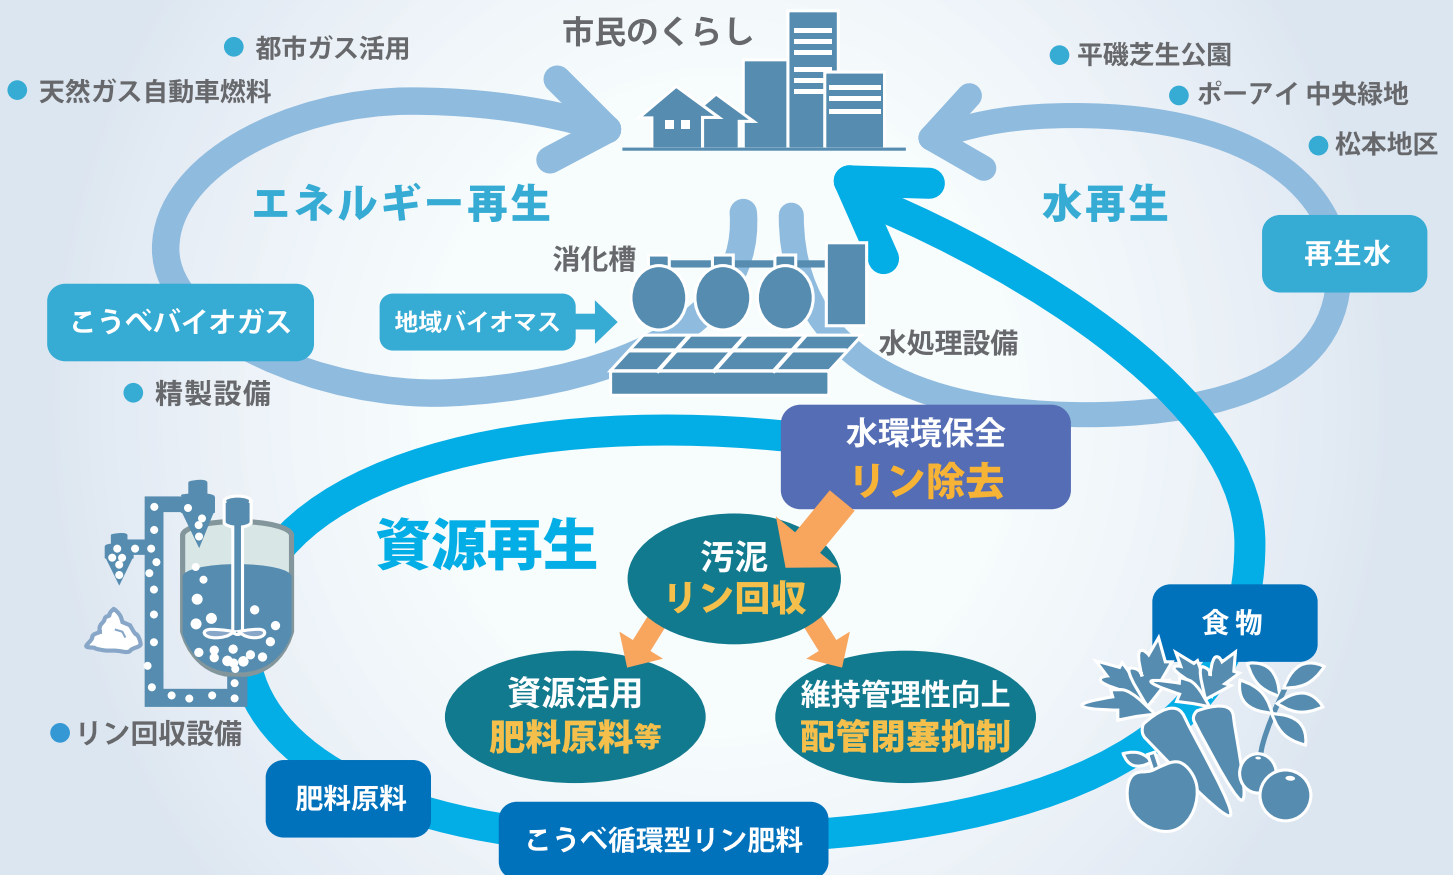 市民のくらし
都市ガス活用
天然ガス自動車燃料
平磯芝生公園
ポーアイ 中央緑地
松本地区
エネルギー再生
水再生
再生水
消化槽
こうべバイオガス
地域バイオマス
水処理設備
精製設備
水環境保全
リン除去
資源再生
汚泥
リン回収
食物
資源活用
肥料原料等
維持管理性向上
配管閉塞抑制
リン回収設備
肥料原料
こうべ循環型リン肥料